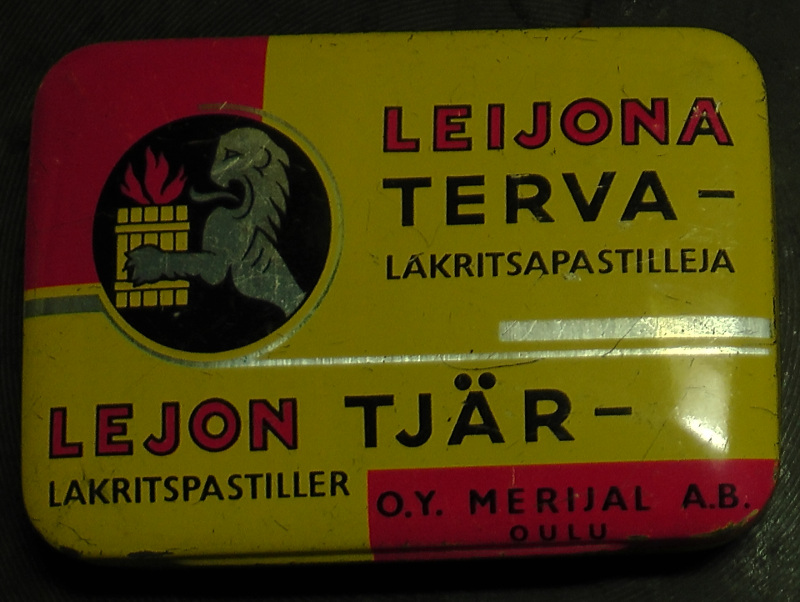 LEIJONA
TERVA-
LAKRITSAPASTILLEJA
LEJON TJÄR-
LAKRITSPASTILLER
O.Y. MERIJAL A.B.
OULU